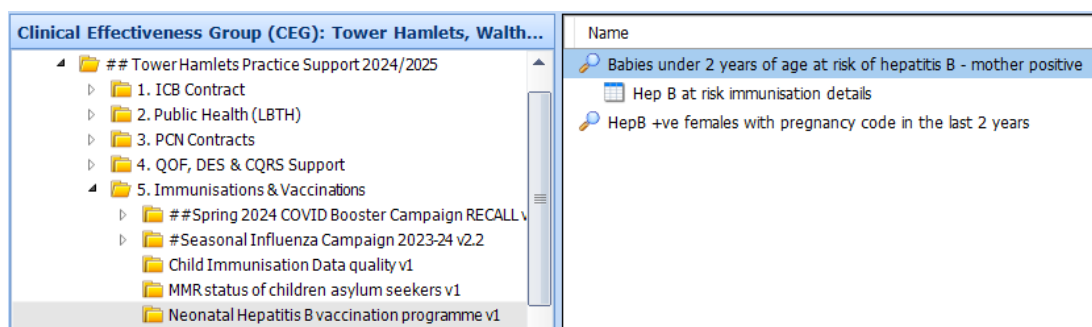 Clinical Effectiveness Group (CEG): Tower Hamlets, Walth...
## Tower Hamlets Practice Support 2024/2025
1. ICB Contract
2. Public Health (LBTH)
3. PCN Contracts
4. QOF, DES & CQRS Support
5. Immunisations & Vaccinations
##Spring 2024 COVID Booster Campaign RECALL v
#Seasonal Influenza Campaign 2023-24 v2.2
Child Immunisation Data quality v1
MMR status of children asylum seekers v1
Neonatal Hepatitis B vaccination programme v1
Name
Babies under 2 years of age at risk of hepatitis B - mother positive
Hep B at risk immunisation details
HepB +ve females with pregnancy code in the last 2 years